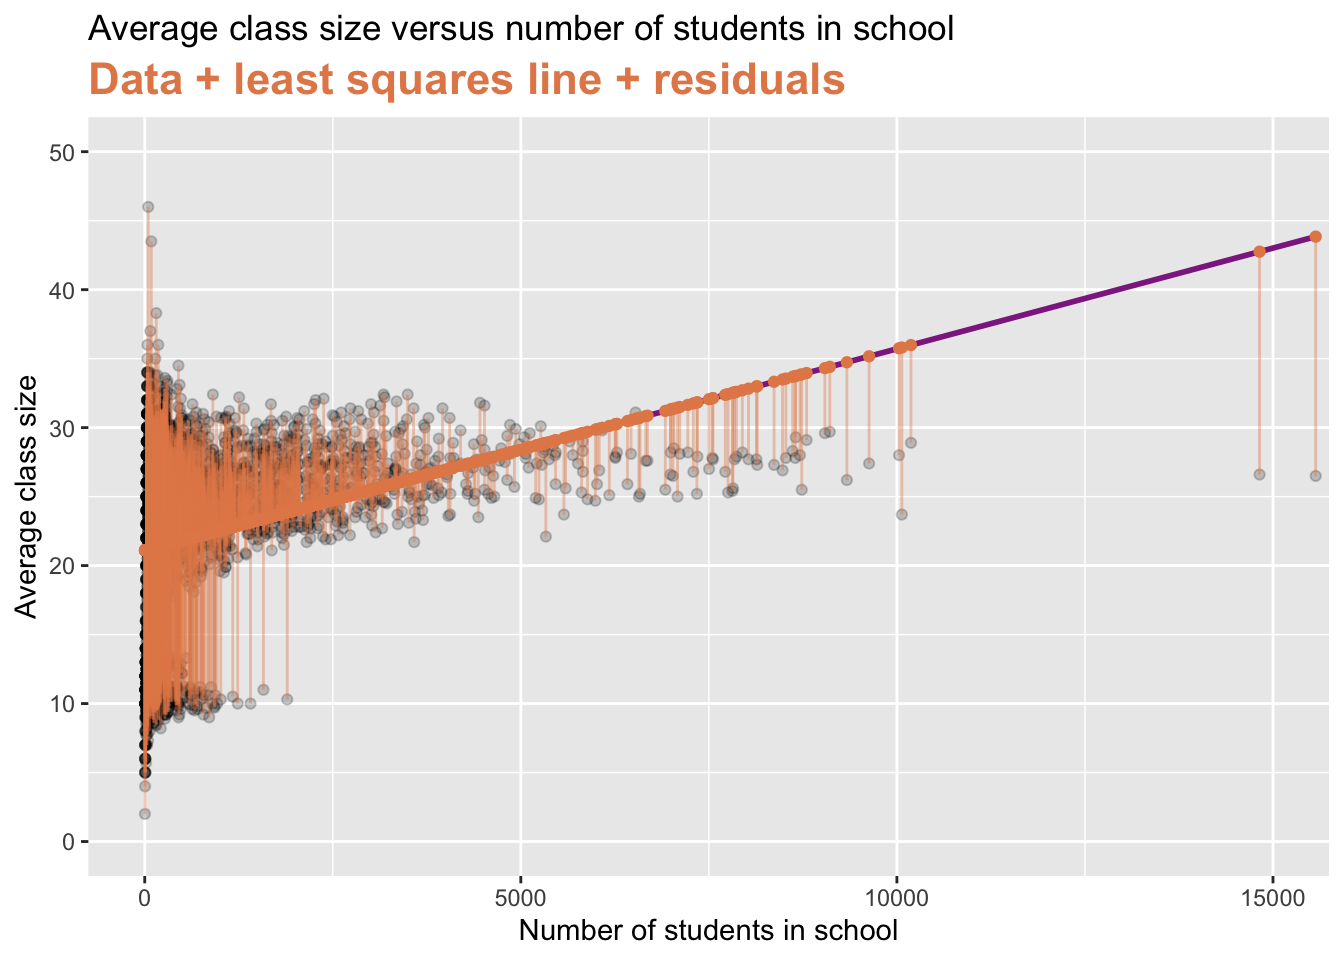 Average class size versus number of students in school
Data + least squares line + residuals
50
40
30
20
10
0
Average class size
0 5000 10000 15000
Number of students in school